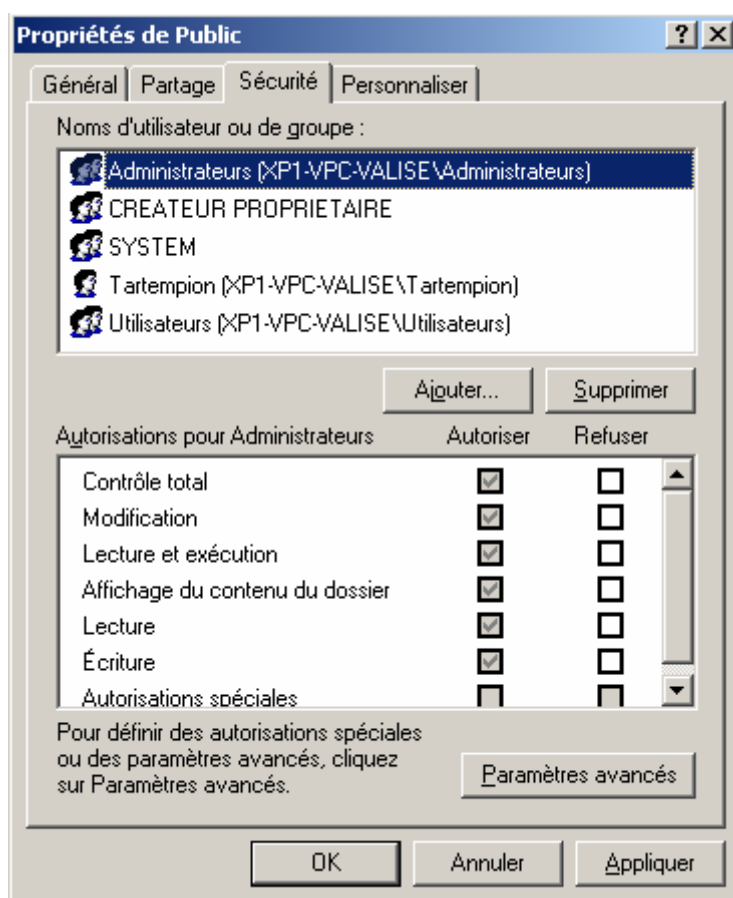 Propriétés de Public
Général Partage Sécurité Personnaliser
Noms d'utilisateur ou de groupe :
Administrateurs (XP1-VPC-VALISE\Administrateurs)
CREATEUR PROPRIETAIRE
SYSTEM
Tartempion (XP1-VPC-VALISE\Tartempion)
Utilisateurs (XP1-VPC-VALISE\Utilisateurs)
Ajouter... Supprimer
Autorisations pour Administrateurs Autoriser Refuser
Contrôle total
Modification
Lecture et exécution
Affichage du contenu du dossier
Lecture
Écriture
Autorisations spéciales
Pour définir des autorisations spéciales
ou des paramètres avancés, cliquez
sur Paramètres avancés.
Paramètres avancés
OK Annuler Appliquer